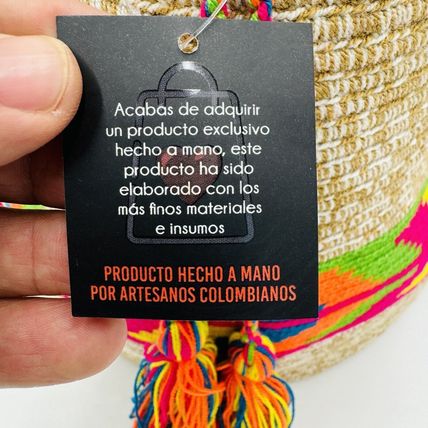 Acabas de adquirir
un producto exclusivo
hecho a mano, este
producto ha sido
elaborado con los
más finos materiales
e insumos
PRODUCTO HECHO A MANO
POR ARTESANOS COLOMBIANOS